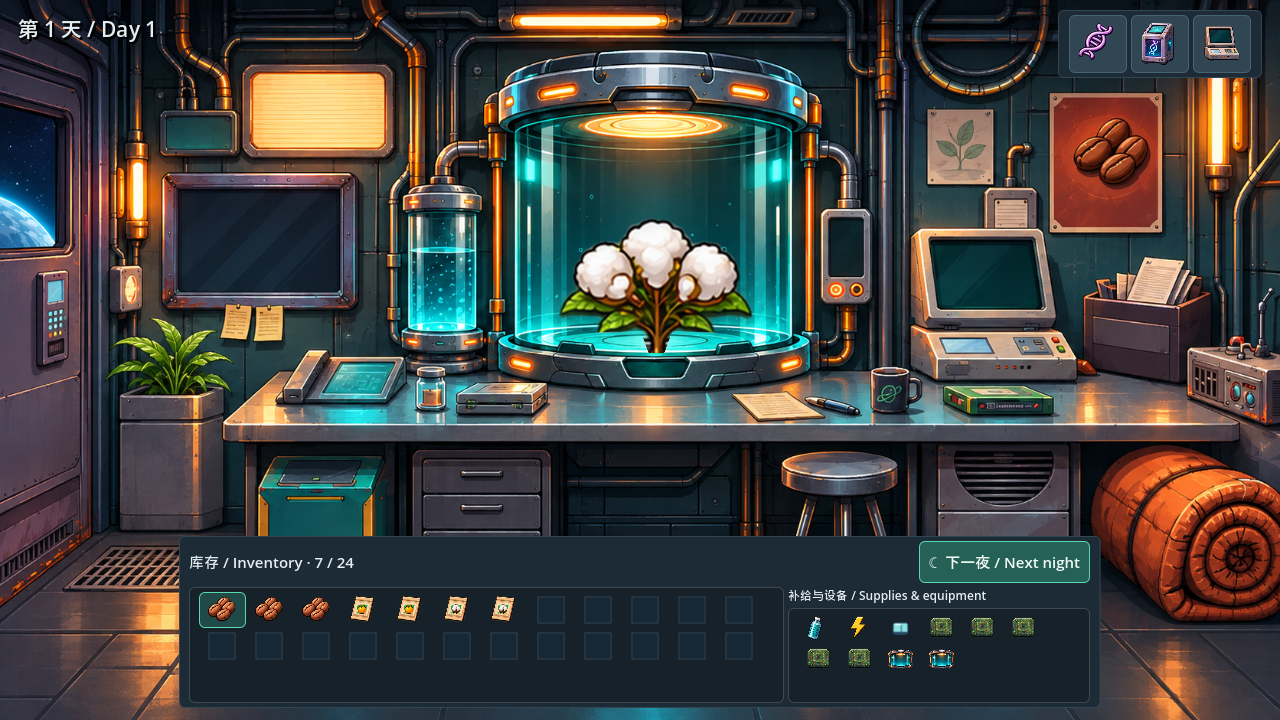 第 1 天 / Day 1
库存 / Inventory · 7 / 24
☾ 下一夜 / Next night
补给与设备 / Supplies & equipment